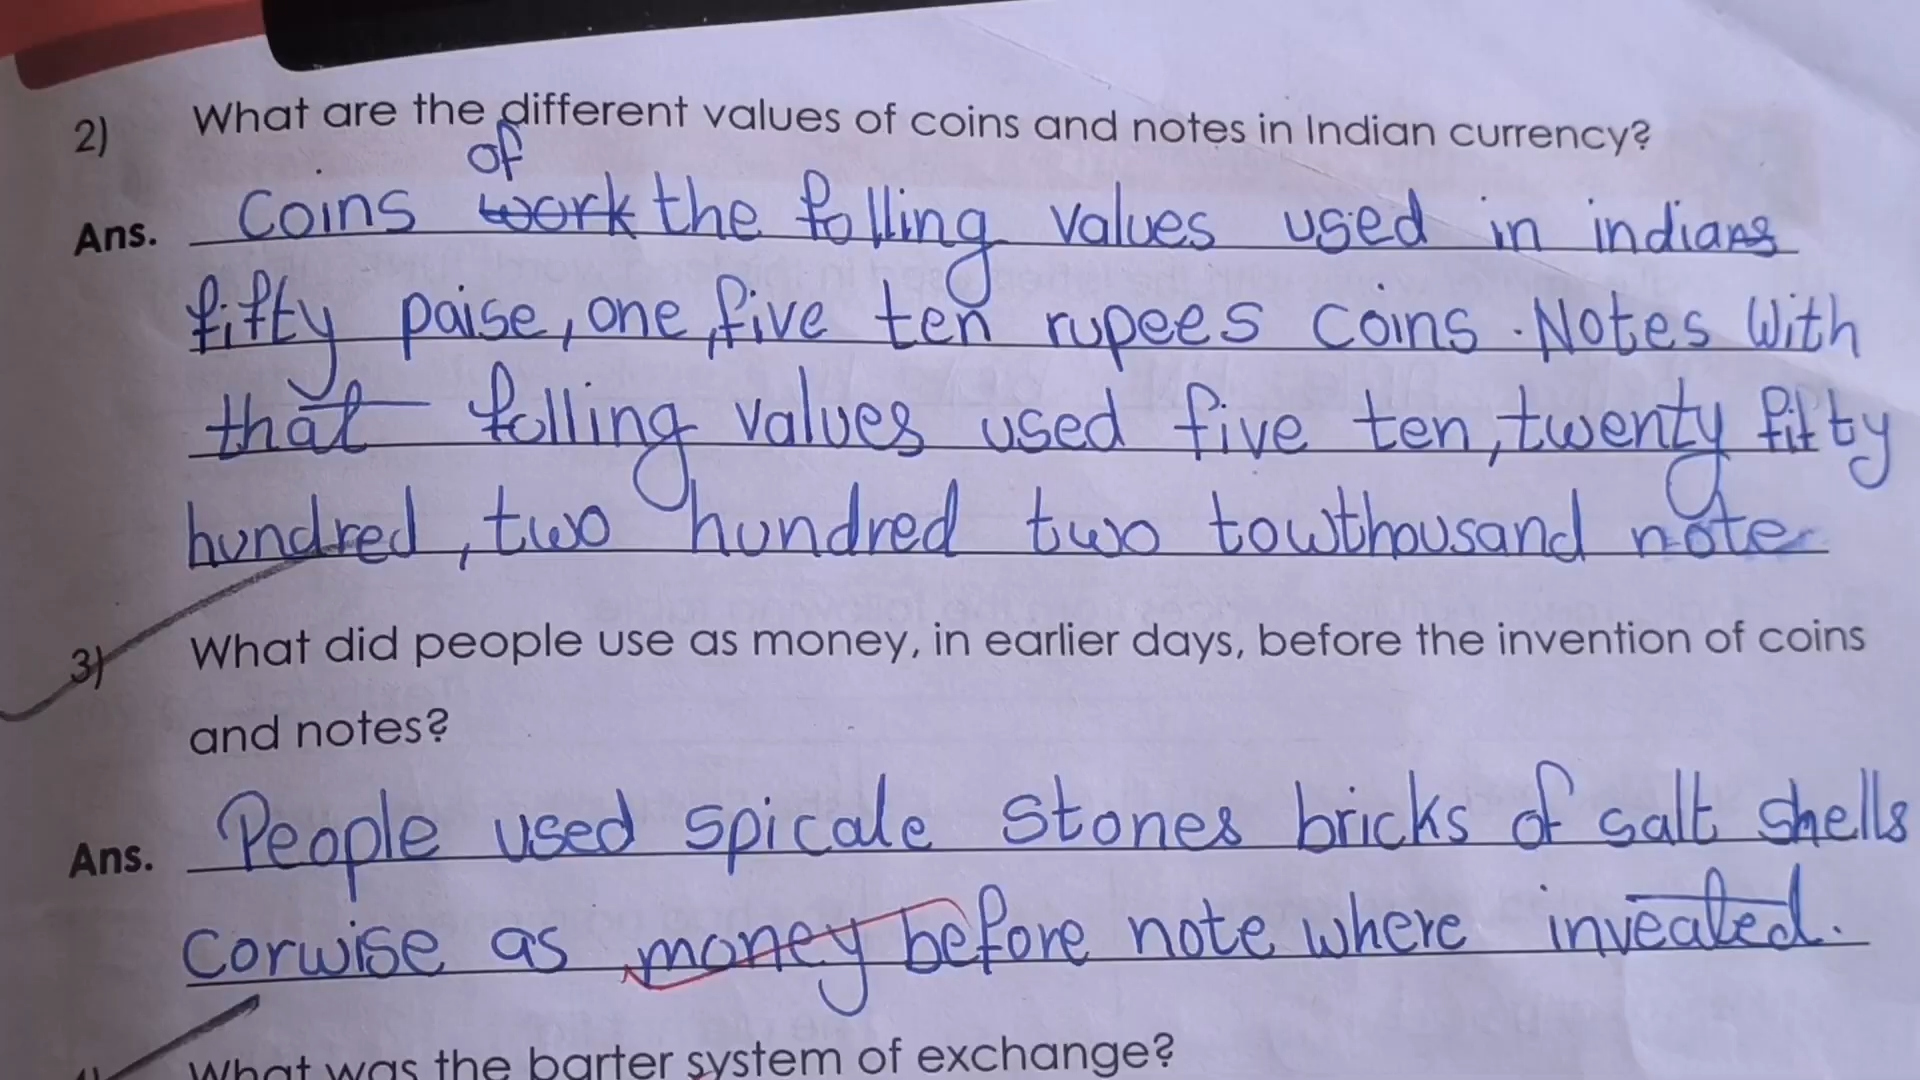 2) What are the different values of coins and notes in Indian currency?
of
Ans. Coins work the folling values used in indians
fifty paise, one, five ten rupees coins. Notes With
that folling values used five ten, twenty fifty
hundred, two hundred two towthousand note
3) What did people use as money, in earlier days, before the invention of coins
and notes?
Ans. People used spicale stones bricks of salt shells
corwise as money before note where inveated.
What was the barter system of exchange?